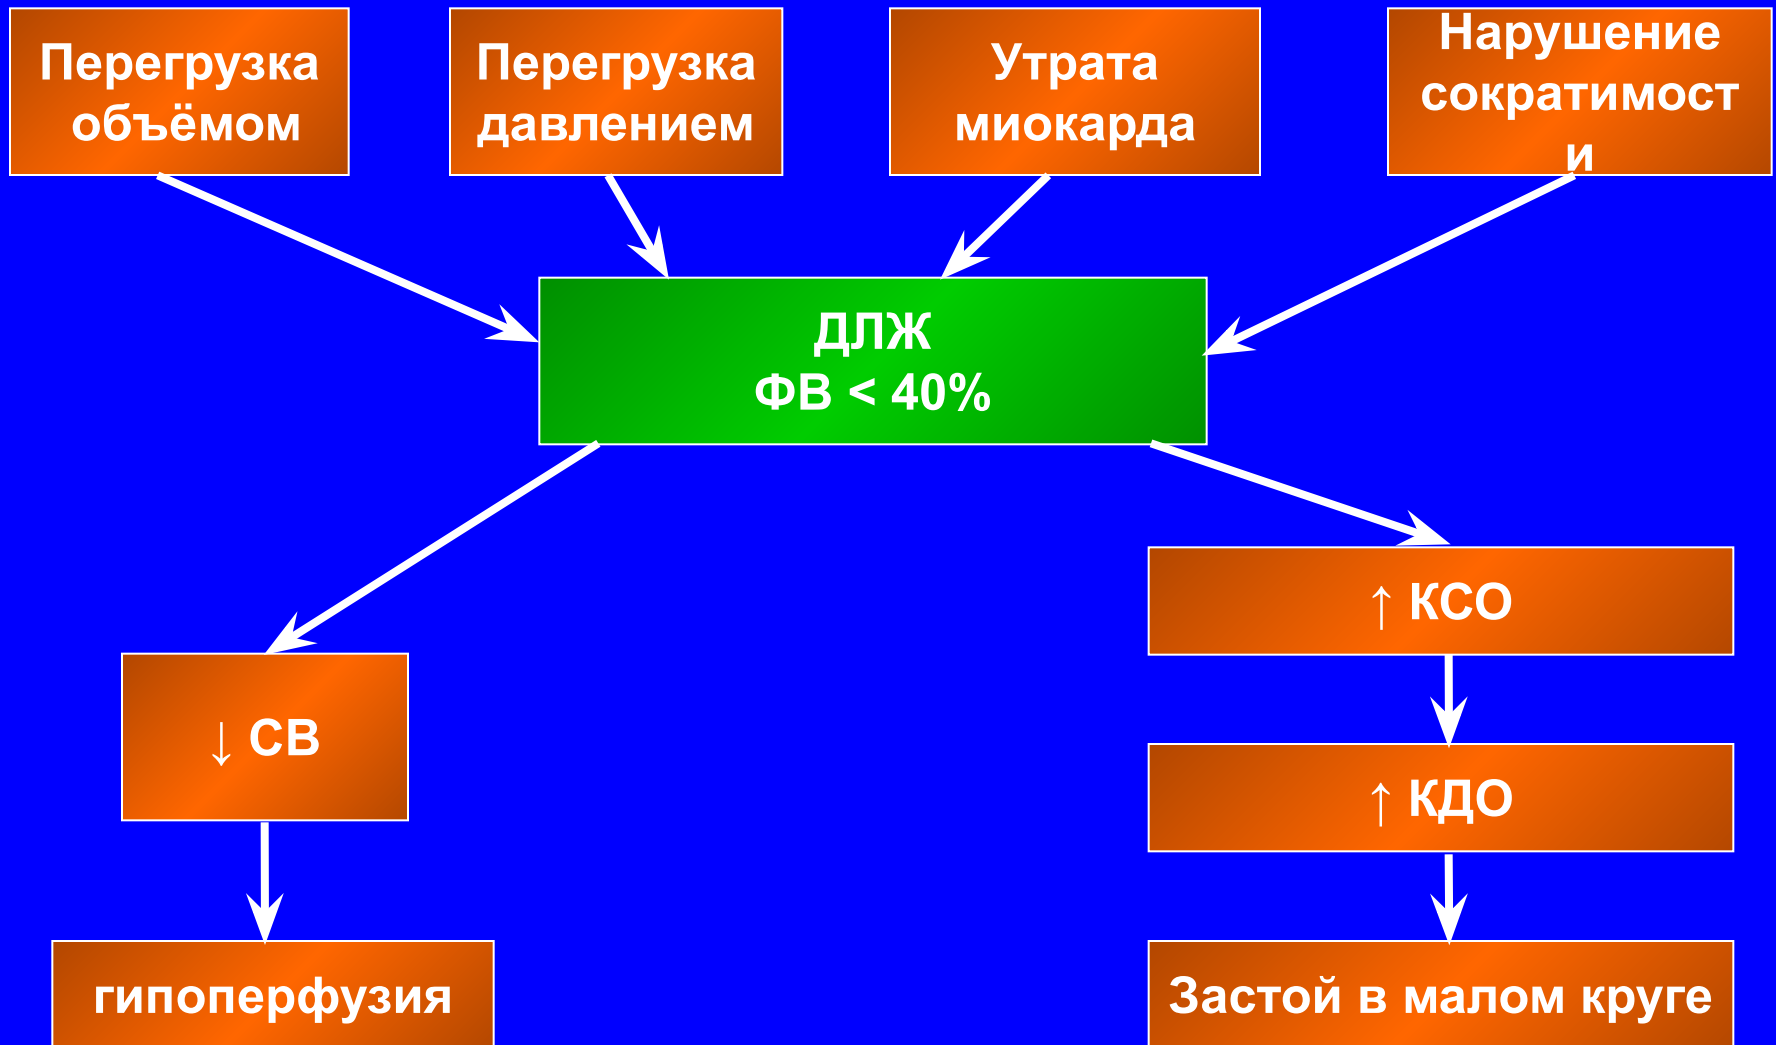 Перегрузка
объёмом
Перегрузка
давлением
Утрата
миокарда
Нарушение
сократимост
и
ДЛЖ
ФВ < 40%
↑ КСО
↓ СВ
↑ КДО
гипоперфузия
Застой в малом круге